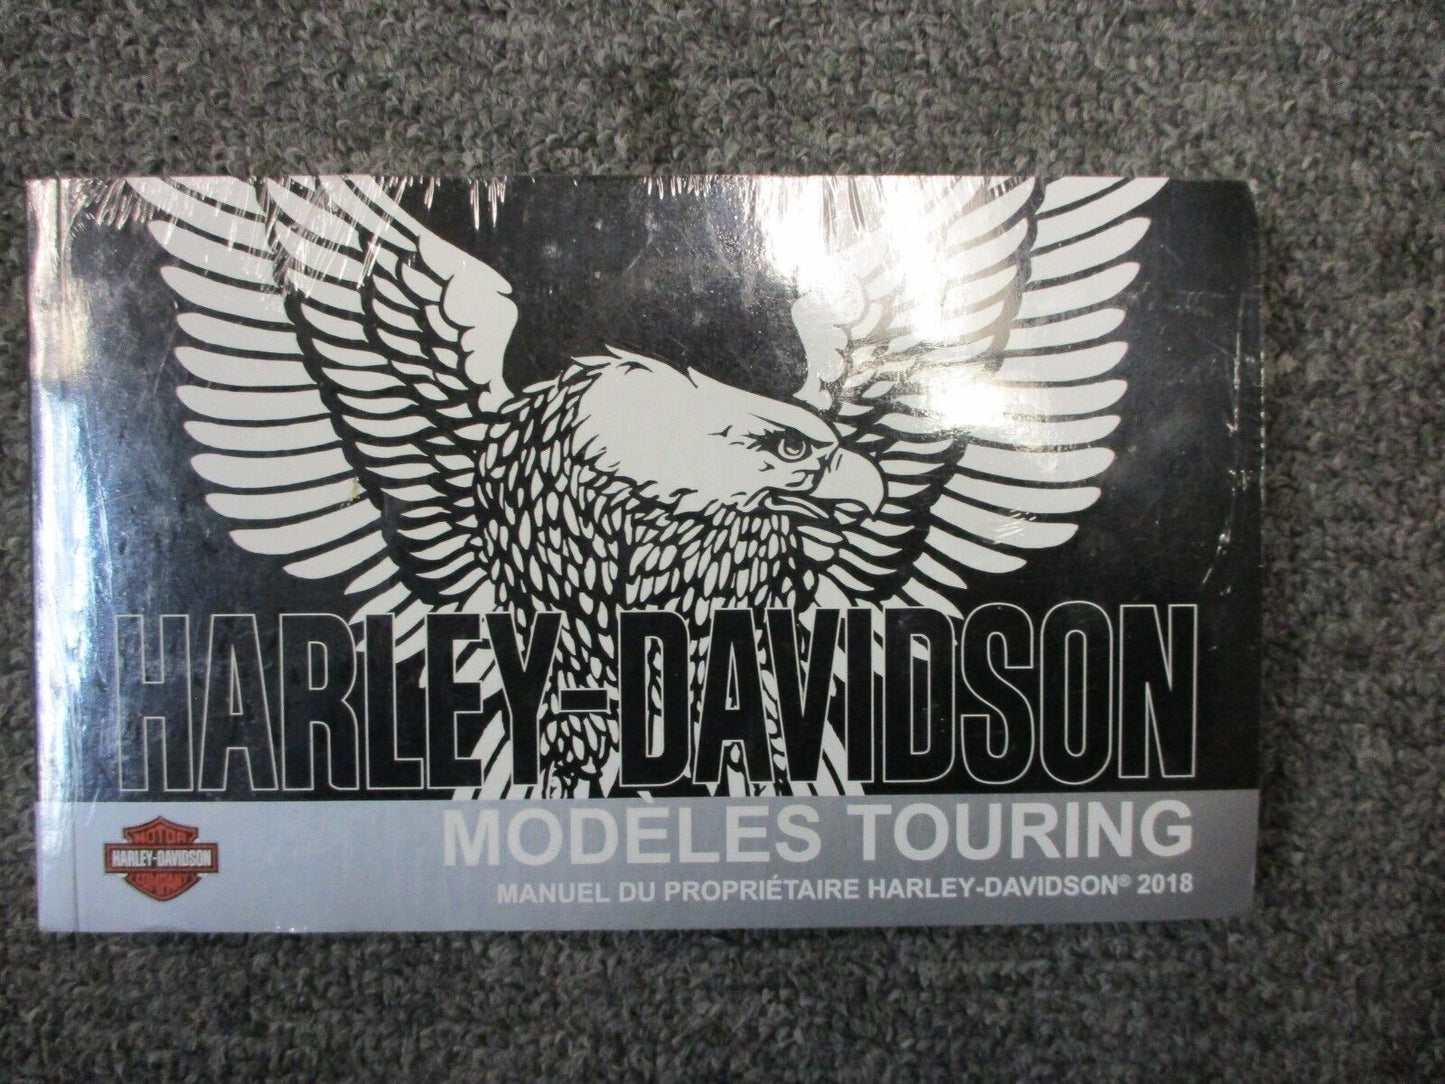 HARLEY-DAVIDSON
MODÈLES TOURING
MANUEL DU PROPRIÉTAIRE HARLEY-DAVIDSON® 2018
MOTOR
HARLEY-DAVIDSON
COMPANY